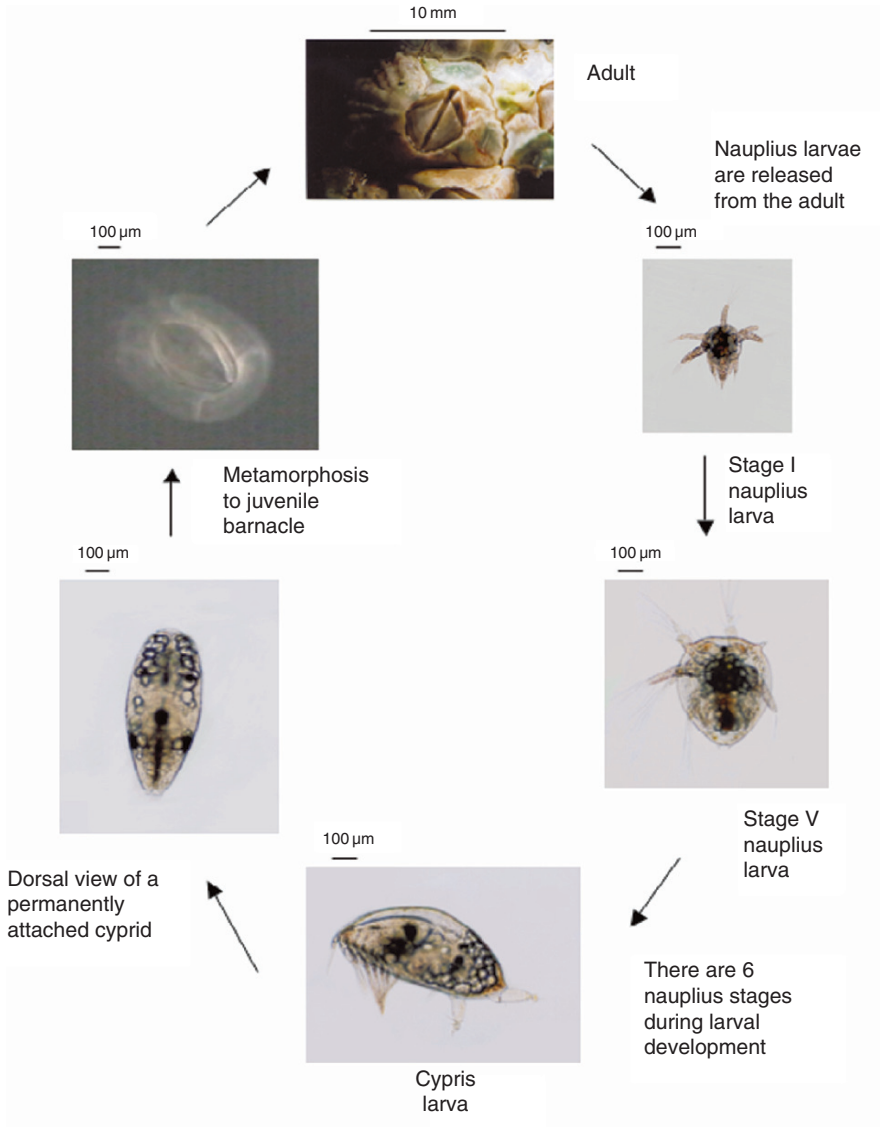 10 mm
Adult
Nauplius larvae
are released
from the adult
100 µm
Stage I
nauplius
larva
100 µm
Stage V
nauplius
larva
There are 6
nauplius stages
during larval
development
100 µm
Cypris
larva
Dorsal view of a
permanently
attached cyprid
100 µm
Metamorphosis
to juvenile
barnacle
100 µm